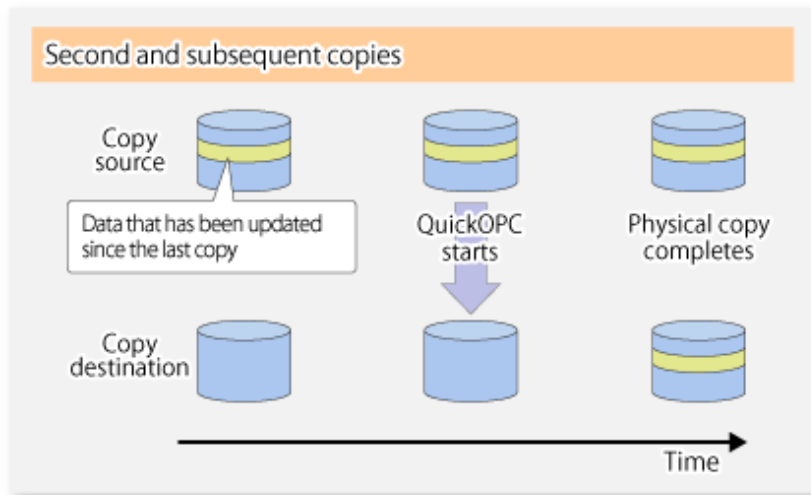 Second and subsequent copies
Copy
source
Data that has been updated
since the last copy
QuickOPC
starts
Physical copy
completes
Copy
destination
Time